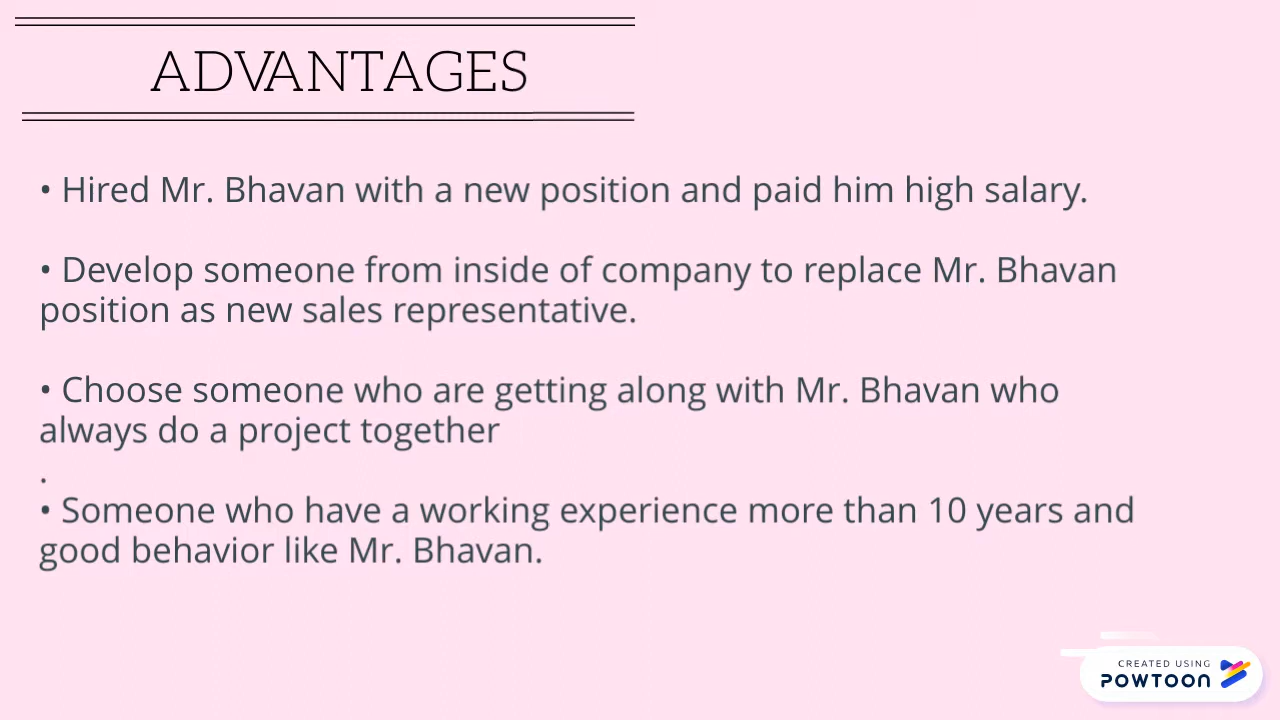 ADVANTAGES
• Hired Mr. Bhavan with a new position and paid him high salary.
• Develop someone from inside of company to replace Mr. Bhavan
position as new sales representative.
• Choose someone who are getting along with Mr. Bhavan who
always do a project together
.
• Someone who have a working experience more than 10 years and
good behavior like Mr. Bhavan.
CREATED USING
POWTOON